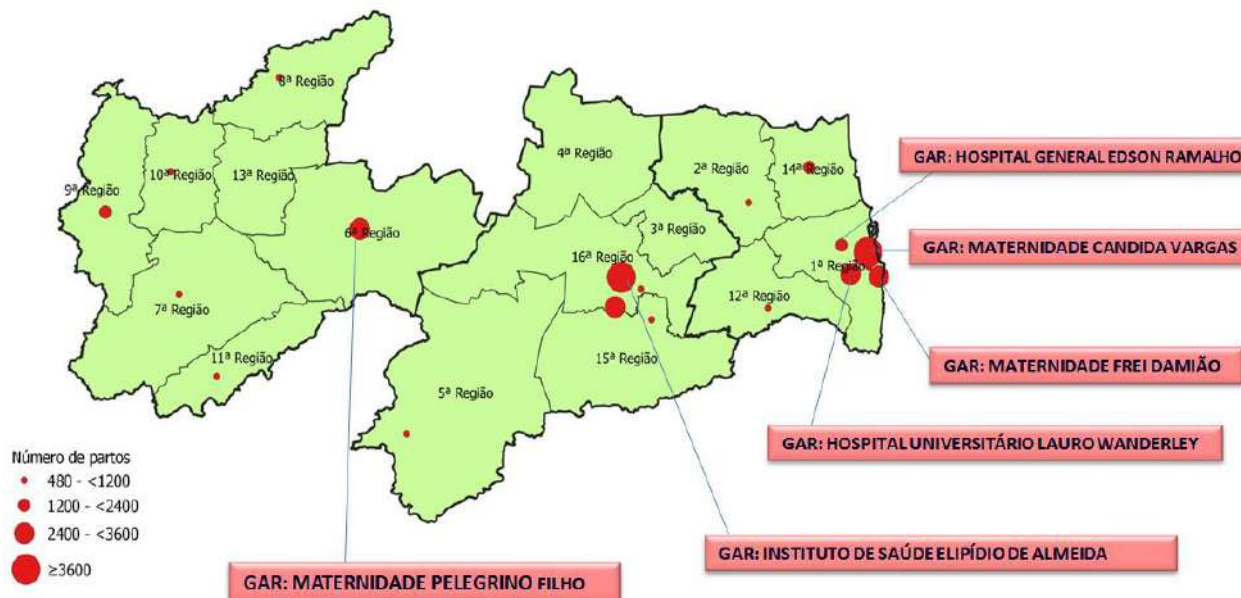 8ª Região
4ª Região
2ª Região
14ª Região
GAR: HOSPITAL GENERAL EDSON RAMALHO
10ª Região
13ª Região
9ª Região
6ª Região
3ª Região
GAR: MATERNIDADE CANDIDA VARGAS
16ª Região
1ª Região
7ª Região
12ª Região
11ª Região
15ª Região
GAR: MATERNIDADE FREI DAMIÃO
5ª Região
GAR: HOSPITAL UNIVERSITÁRIO LAURO WANDERLEY
Número de partos
480 - <1200
1200 - <2400
2400 - <3600
≥3600
GAR: INSTITUTO DE SAÚDE ELIPÍDIO DE ALMEIDA
GAR: MATERNIDADE PELEGRINO FILHO